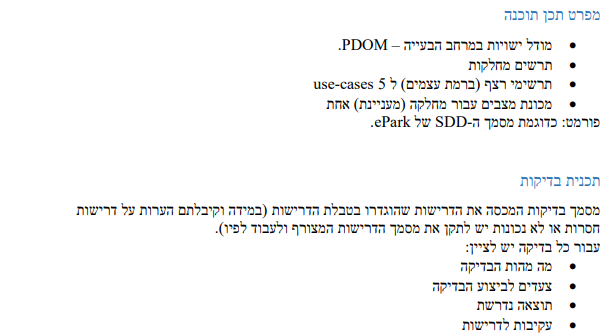 מפרט תכן תוכנה
• מודל ישויות במרחב הבעייה – PDOM.
• תרשים מחלקות
• תרשימי רצף (ברמת עצמים) ל 5 use-cases
• מכונת מצבים עבור מחלקה (מעניינת) אחת
פורמט: כדוגמת מסמך ה-SDD של ePark.
תכנית בדיקות
מסמך בדיקות המכסה את הדרישות שהוגדרו בטבלת הדרישות (במידה וקיבלתם הערות על דרישות
חסרות או לא נכונות יש לתקן את מסמך הדרישות המצורף ולעבוד לפיו).
עבור כל בדיקה יש לציין:
• מה מהות הבדיקה
• צעדים לביצוע הבדיקה
• תוצאה נדרשת
• עקיבות לדרישות